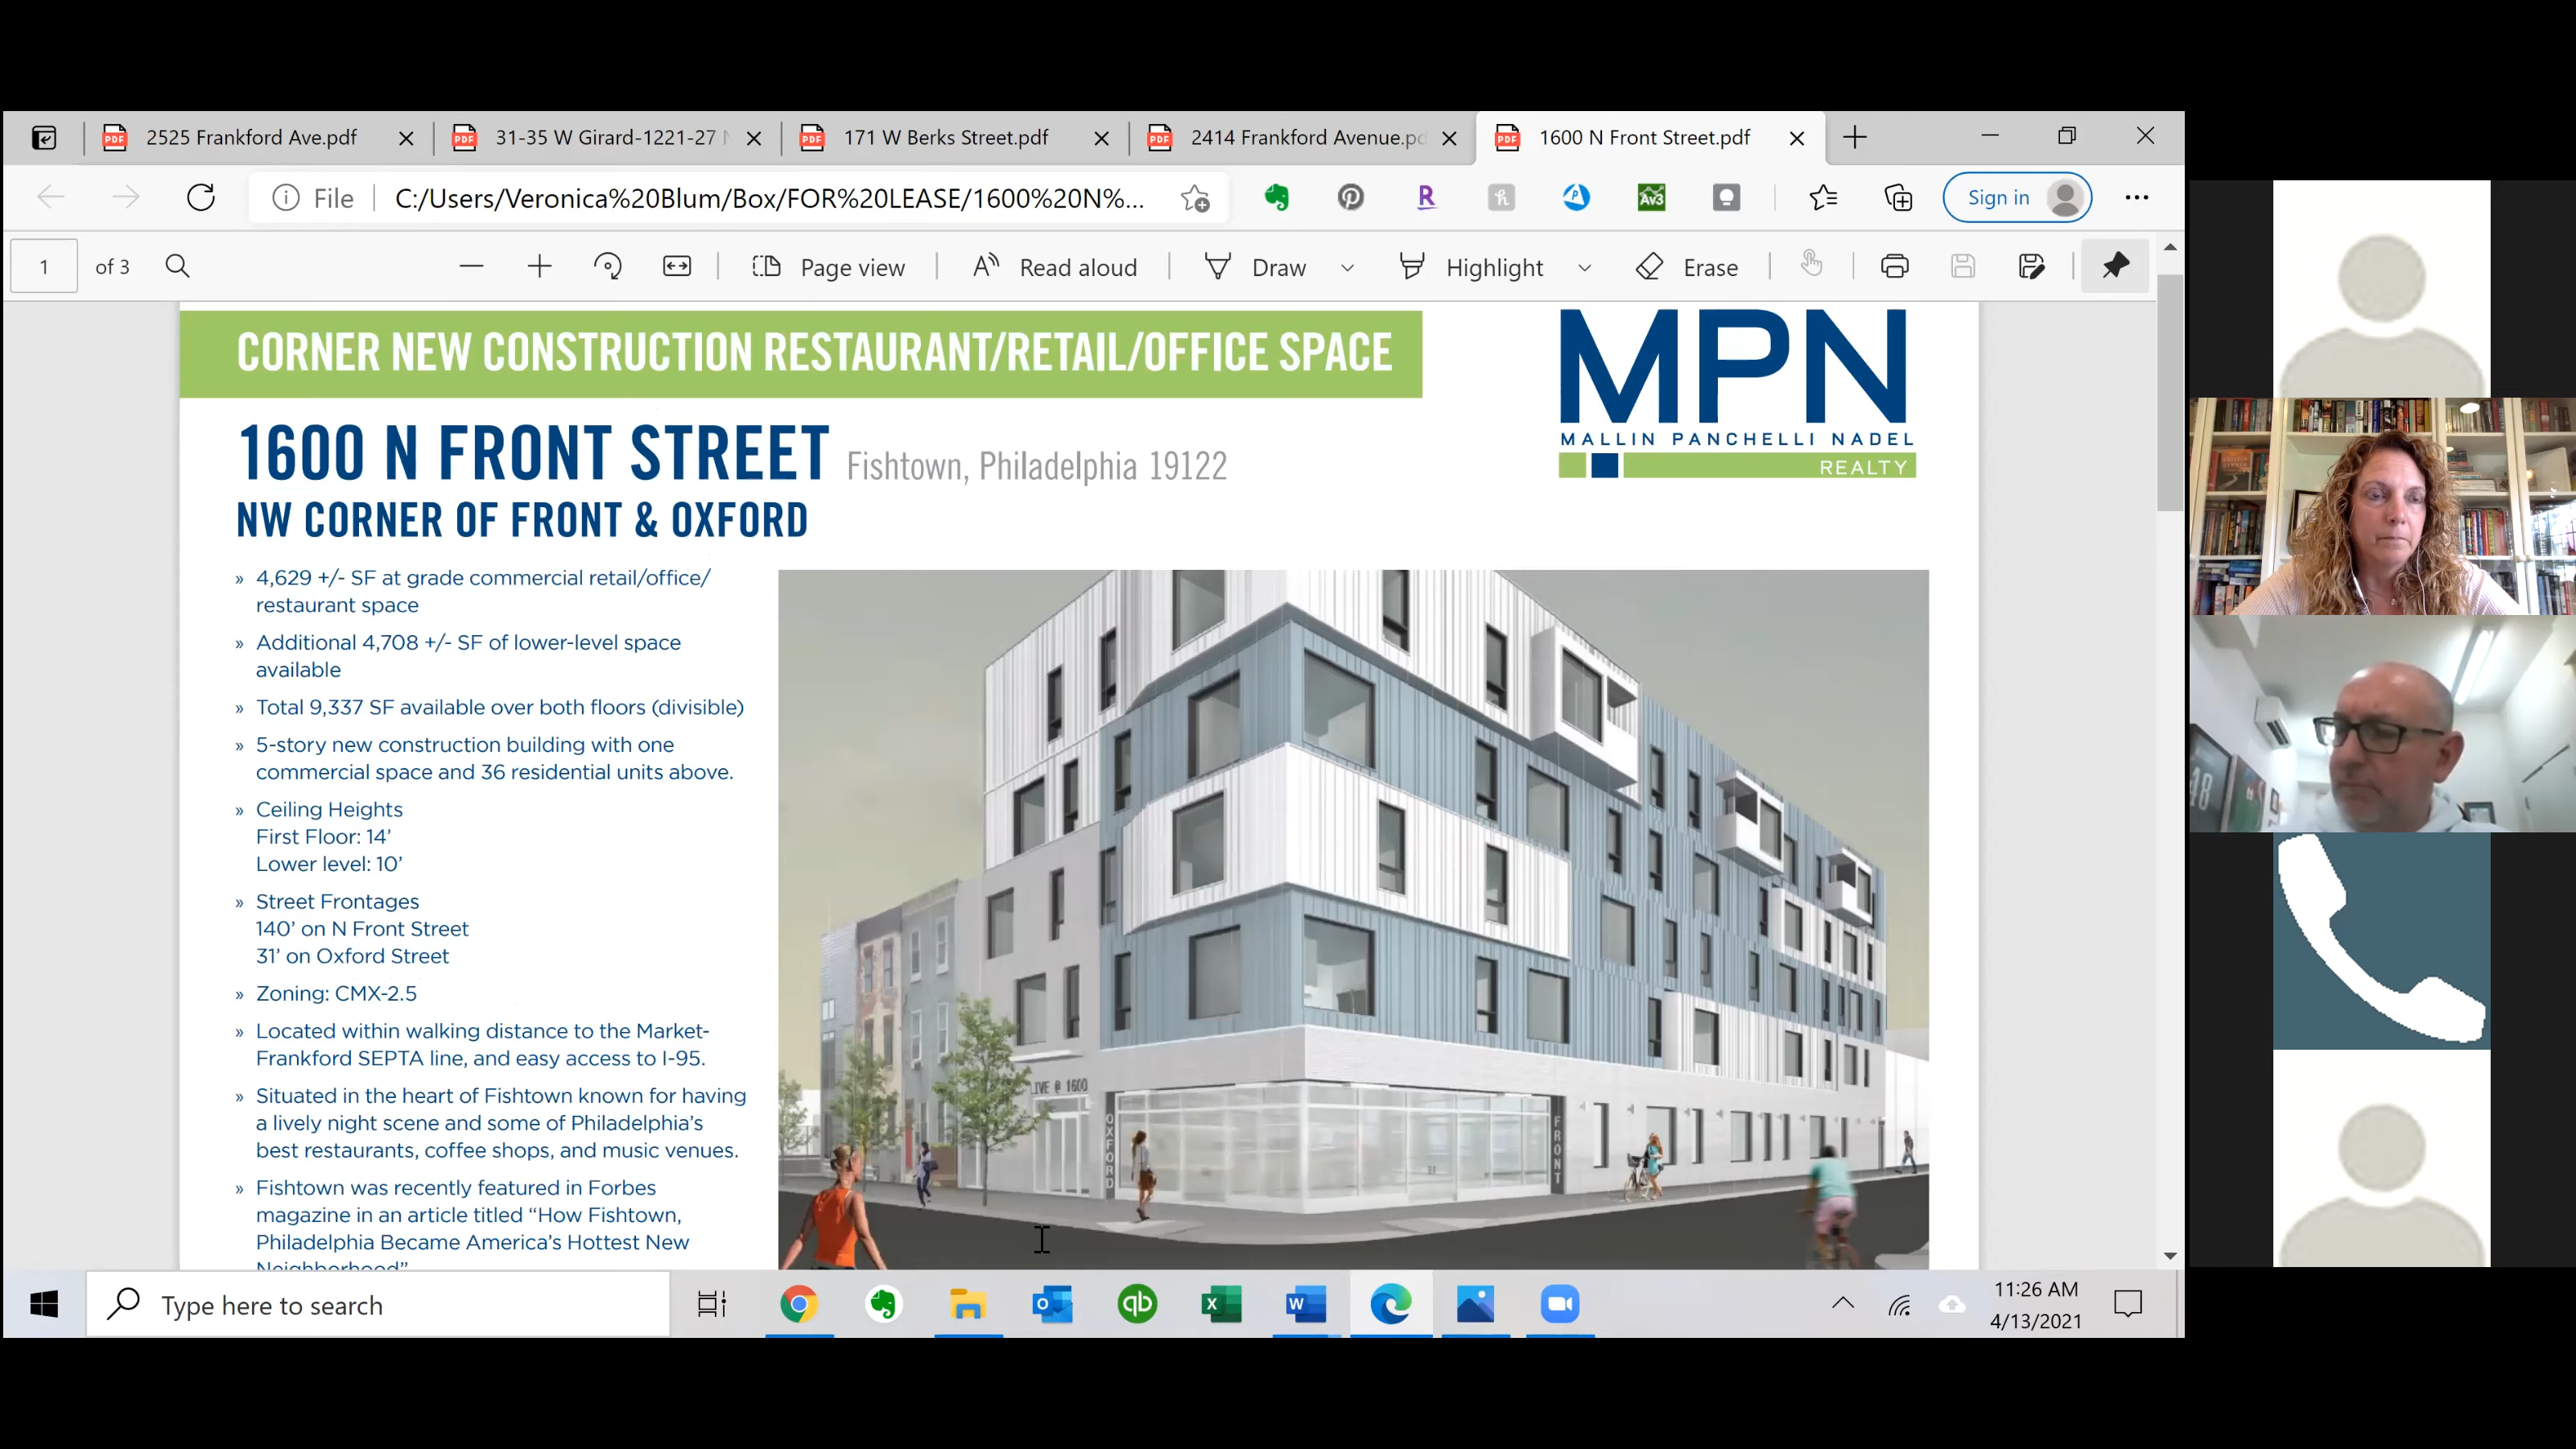 2525 Frankford Ave.pdf
31-35 W Girard-1221-27
171 W Berks Street.pdf
2414 Frankford Avenue.pd
1600 N Front Street.pdf
File
C:/Users/Veronica%20Blum/Box/FOR%20LEASE/1600%20N%...
R
h
AV3
Sign in
1 of 3
Page view
Read aloud
Draw
Highlight
Erase
CORNER NEW CONSTRUCTION RESTAURANT/RETAIL/OFFICE SPACE
MPN
MALLIN PANCHELLI NADEL
REALTY
1600 N FRONT STREET Fishtown, Philadelphia 19122
NW CORNER OF FRONT & OXFORD
» 4,629 +/- SF at grade commercial retail/office/
restaurant space
» Additional 4,708 +/- SF of lower-level space
available
» Total 9,337 SF available over both floors (divisible)
» 5-story new construction building with one
commercial space and 36 residential units above.
» Ceiling Heights
First Floor: 14'
Lower level: 10'
» Street Frontages
140' on N Front Street
31' on Oxford Street
» Zoning: CMX-2.5
» Located within walking distance to the Market-
Frankford SEPTA line, and easy access to I-95.
» Situated in the heart of Fishtown known for having
a lively night scene and some of Philadelphia's
best restaurants, coffee shops, and music venues.
» Fishtown was recently featured in Forbes
magazine in an article titled “How Fishtown,
Philadelphia Became America's Hottest New
Neighborhood”
LIVE @ 1600
OXFORD
FRONT
48
Type here to search
11:26 AM
4/13/2021